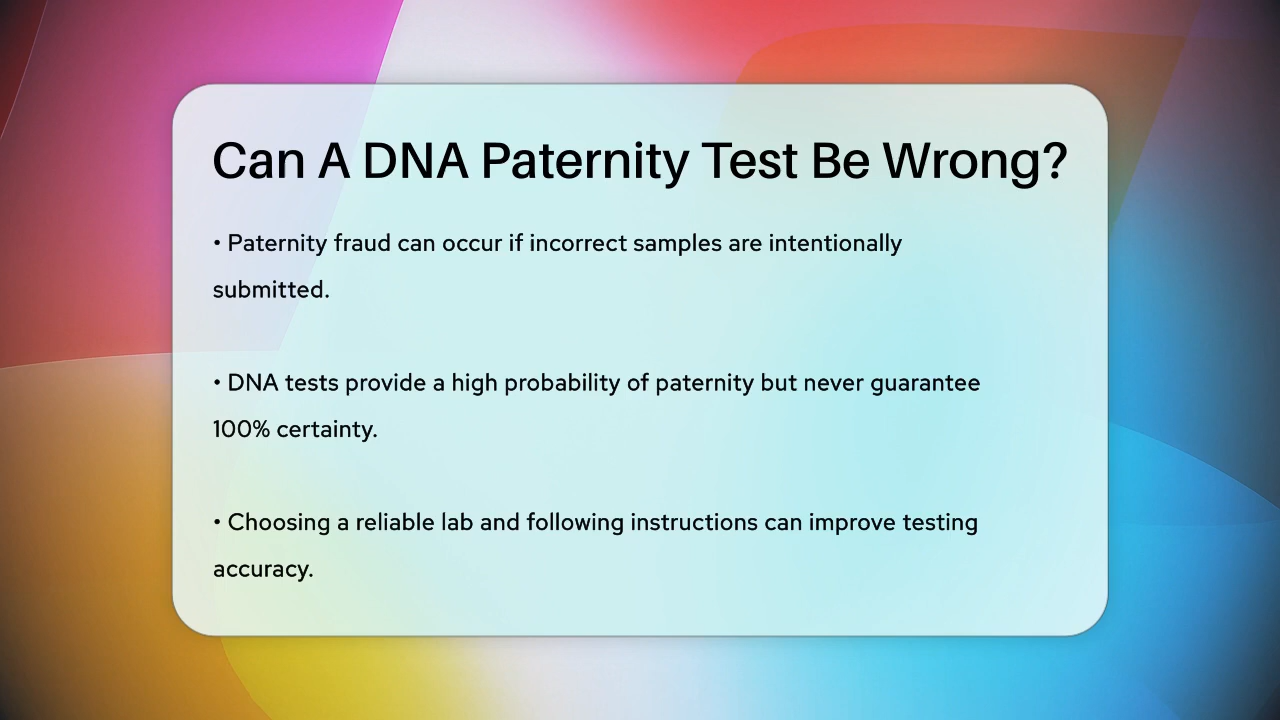 Can A DNA Paternity Test Be Wrong?
• Paternity fraud can occur if incorrect samples are intentionally
submitted.
• DNA tests provide a high probability of paternity but never guarantee
100% certainty.
• Choosing a reliable lab and following instructions can improve testing
accuracy.